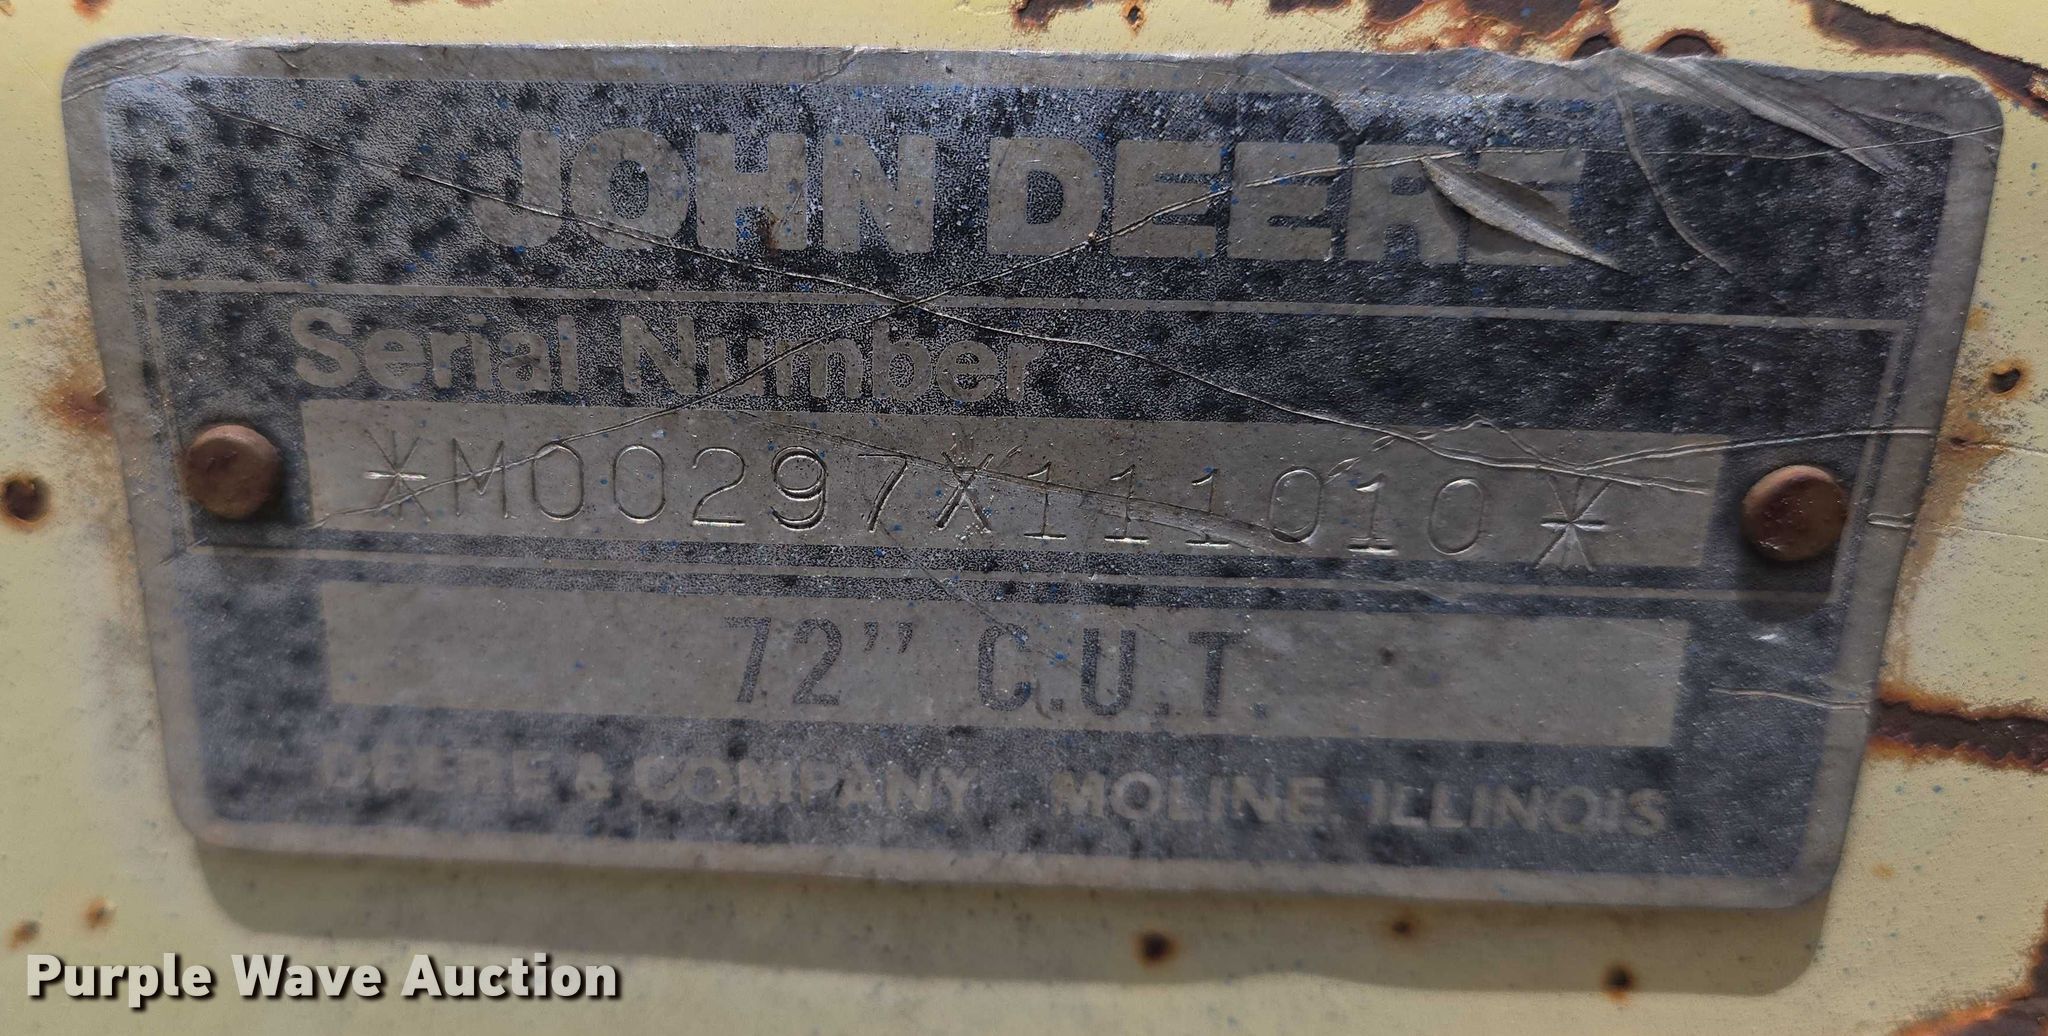 JOHN DEERE
Serial Number
*M00297X111010*
72" C.U.T.
DEERE & COMPANY MOLINE, ILLINOIS
Purple Wave Auction